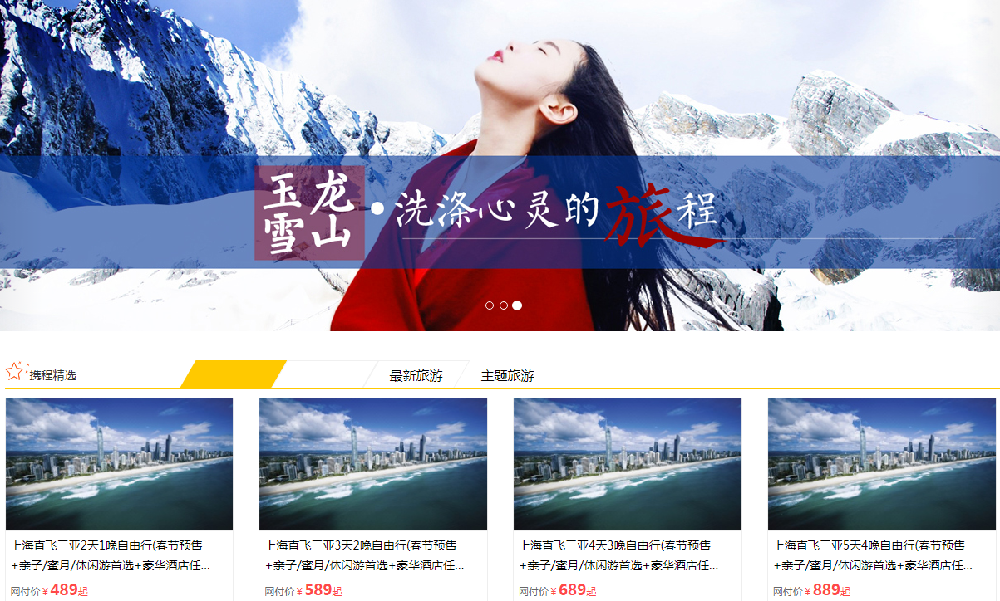 玉龙
雪山
•洗涤心灵的旅程
携程精选
最新旅游
主题旅游
上海直飞三亚2天1晚自由行(春节预售
+亲子/蜜月/休闲游首选+豪华酒店任...
网付价￥489起
上海直飞三亚3天2晚自由行(春节预售
+亲子/蜜月/休闲游首选+豪华酒店任...
网付价￥589起
上海直飞三亚4天3晚自由行(春节预售
+亲子/蜜月/休闲游首选+豪华酒店任...
网付价￥689起
上海直飞三亚5天4晚自由行(春节预售
+亲子/蜜月/休闲游首选+豪华酒店任...
网付价￥889起